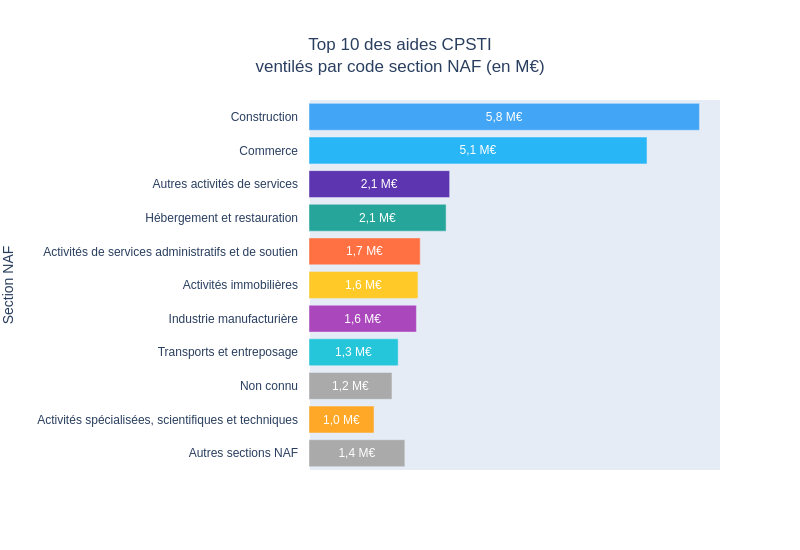 Top 10 des aides CPSTI
ventilés par code section NAF (en M€)
Section NAF
Construction 5,8 M€
Commerce 5,1 M€
Autres activités de services 2,1 M€
Hébergement et restauration 2,1 M€
Activités de services administratifs et de soutien 1,7 M€
Activités immobilières 1,6 M€
Industrie manufacturière 1,6 M€
Transports et entreposage 1,3 M€
Non connu 1,2 M€
Activités spécialisées, scientifiques et techniques 1,0 M€
Autres sections NAF 1,4 M€